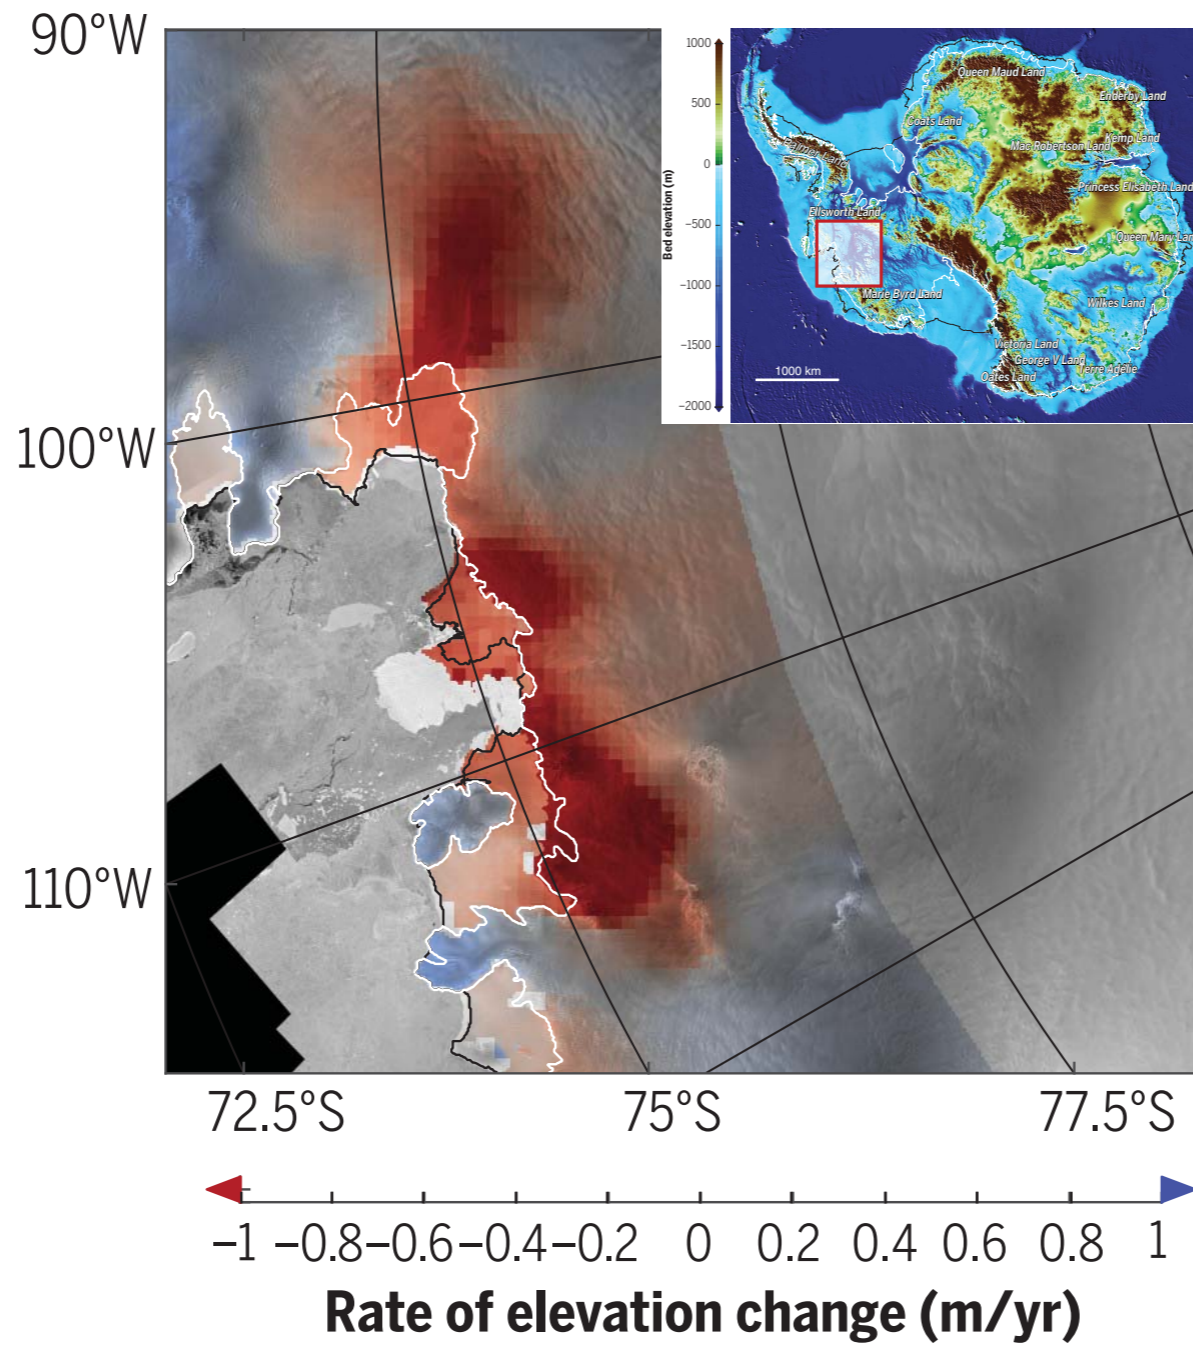 90°W
100°W
110°W
72.5°S
75°S
77.5°S
−1
−0.8
−0.6
−0.4
−0.2
0
0.2
0.4
0.6
0.8
1
Rate of elevation change (m/yr)
Bed elevation (m)
1000
500
0
−500
−1000
−1500
−2000
Queen Maud Land
Enderby Land
Coats Land
Kemp Land
Mac Robertson Land
Palmer Land
Princess Elisabeth Land
Ellsworth Land
Queen Mary Lan
Marie Byrd Land
Wilkes Land
Victoria Land
George V Land
Terre Adélie
Oates Land
1000 km